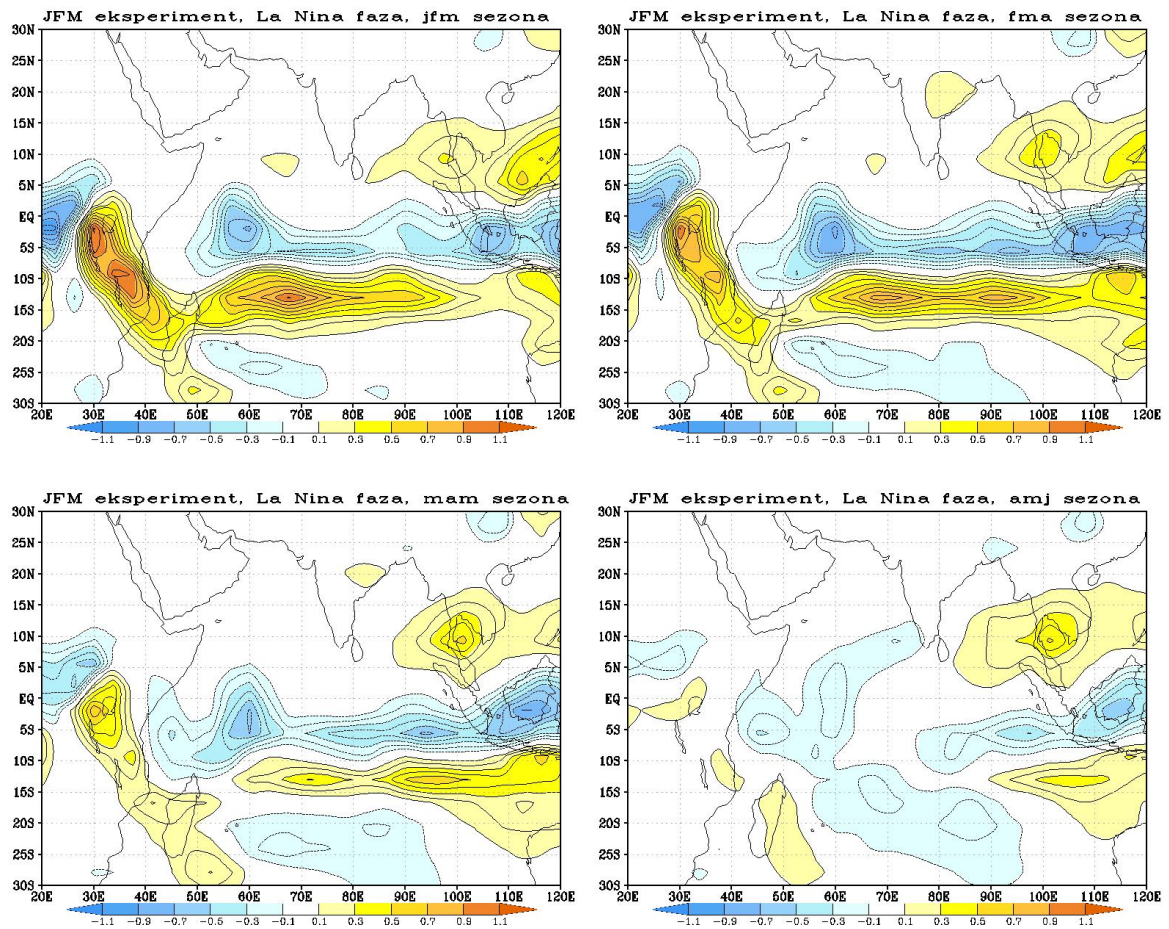 JFM eksperiment, La Nina faza, jfm sezona
30N
25N
20N
15N
10N
5N
EQ
5S
10S
15S
20S
25S
30S
20E 30E 40E 50E 60E 70E 80E 90E 100E 110E 120E
-1.1 -0.9 -0.7 -0.5 -0.3 -0.1 0.1 0.3 0.5 0.7 0.9 1.1
JFM eksperiment, La Nina faza, fma sezona
30N
25N
20N
15N
10N
5N
EQ
5S
10S
15S
20S
25S
30S
20E 30E 40E 50E 60E 70E 80E 90E 100E 110E 120E
-1.1 -0.9 -0.7 -0.5 -0.3 -0.1 0.1 0.3 0.5 0.7 0.9 1.1
JFM eksperiment, La Nina faza, mam sezona
30N
25N
20N
15N
10N
5N
EQ
5S
10S
15S
20S
25S
30S
20E 30E 40E 50E 60E 70E 80E 90E 100E 110E 120E
-1.1 -0.9 -0.7 -0.5 -0.3 -0.1 0.1 0.3 0.5 0.7 0.9 1.1
JFM eksperiment, La Nina faza, amj sezona
30N
25N
20N
15N
10N
5N
EQ
5S
10S
15S
20S
25S
30S
20E 30E 40E 50E 60E 70E 80E 90E 100E 110E 120E
-1.1 -0.9 -0.7 -0.5 -0.3 -0.1 0.1 0.3 0.5 0.7 0.9 1.1